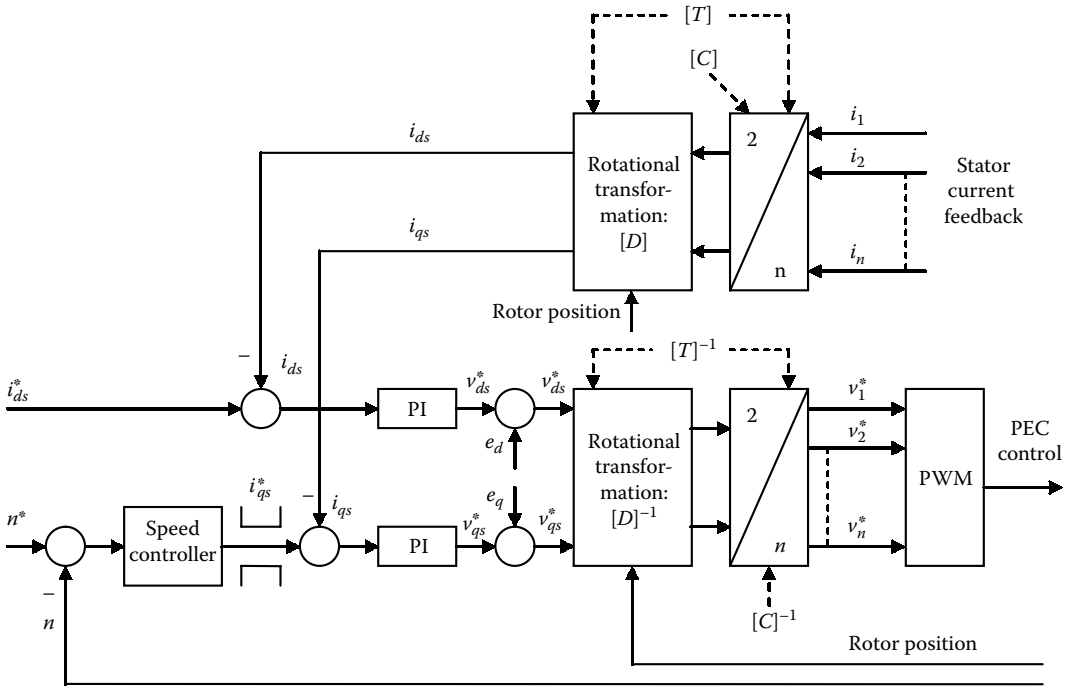 [T]
[C]
i_1
i_ds
2
i_2
Rotational
transfor-
mation:
[D]
Stator
current
feedback
i_qs
n
i_n
Rotor position
[T]^−1
−
i_ds
i*_ds
PI
v*_ds
v*_ds
2
v*_1
v*_2
PEC
control
e_d
Rotational
transfor-
mation:
[D]^−1
PWM
e_q
n*
Speed
controller
i*_qs
−
i_qs
PI
v*_qs
v*_qs
n
v*_n
−
n
[C]^−1
Rotor position